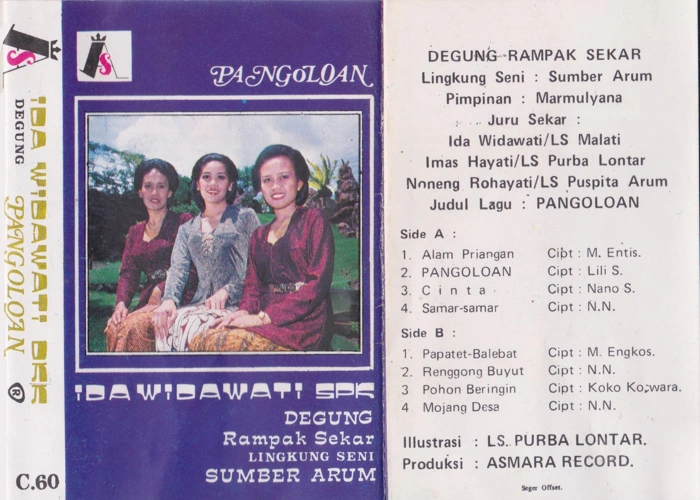 IDA WIDAWATI DKK
DEGUNG PANGOLOAN
C.60
PANGOLOAN
IDA WIDAWATI SPK
DEGUNG
Rampak Sekar
LINGKUNG SENI
SUMBER ARUM
DEGUNG RAMPAK SEKAR
Lingkung Seni : Sumber Arum
Pimpinan : Marmulyana
Juru Sekar :
Ida Widawati/LS Malati
Imas Hayati/LS Purba Lontar
Noneng Rohayati/LS Puspita Arum
Judul Lagu : PANGOLOAN
Side A :
1. Alam Priangan Cipt : M. Entis.
2. PANGOLOAN Cipt : Lili S.
3. Cinta Cipt : Nano S.
4. Samar-samar Cipt : N.N.
Side B :
1. Papatet-Balebat Cipt : M. Engkos.
2. Renggong Buyut Cipt : N.N.
3 Pohon Beringin Cipt : Koko Koswara.
4 Mojang Desa Cipt : N.N.
Illustrasi : LS. PURBA LONTAR.
Produksi : ASMARA RECORD.
Seger Offset.